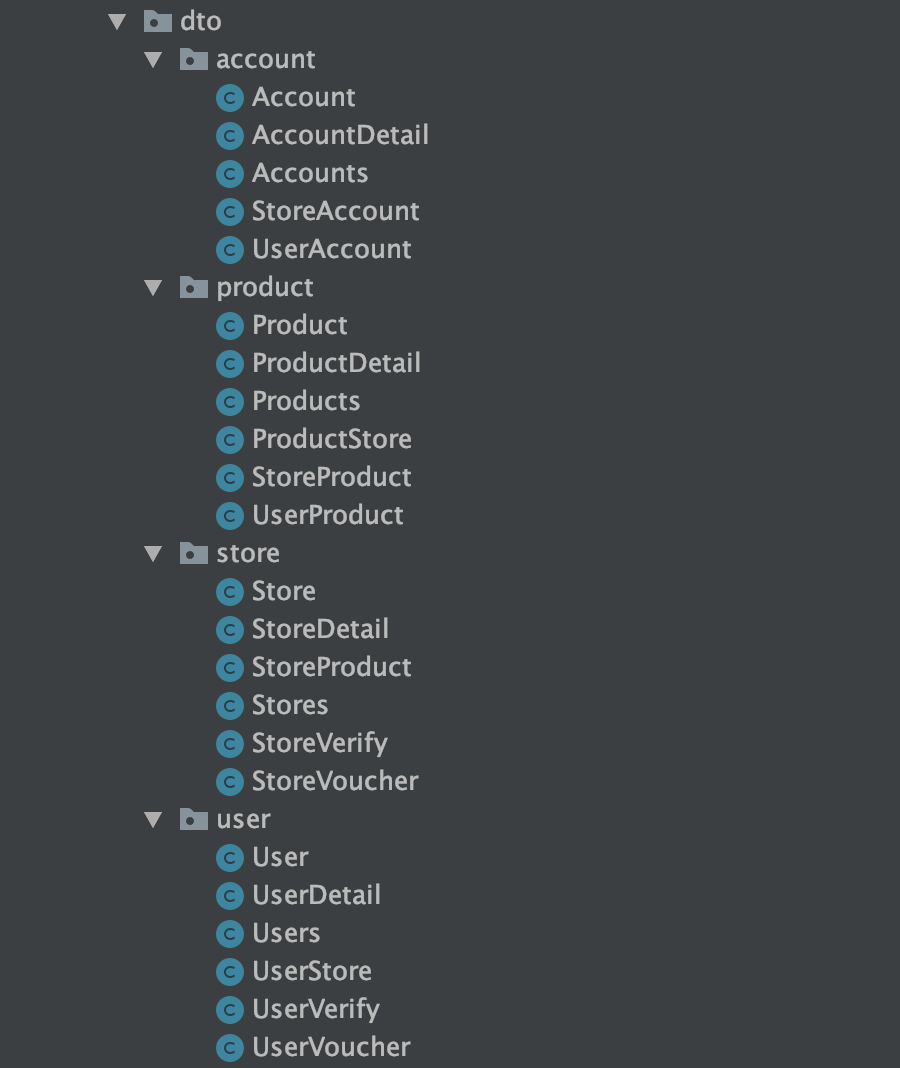 dto
account
C Account
C AccountDetail
C Accounts
C StoreAccount
C UserAccount
product
C Product
C ProductDetail
C Products
C ProductStore
C StoreProduct
C UserProduct
store
C Store
C StoreDetail
C StoreProduct
C Stores
C StoreVerify
C StoreVoucher
user
C User
C UserDetail
C Users
C UserStore
C UserVerify
C UserVoucher